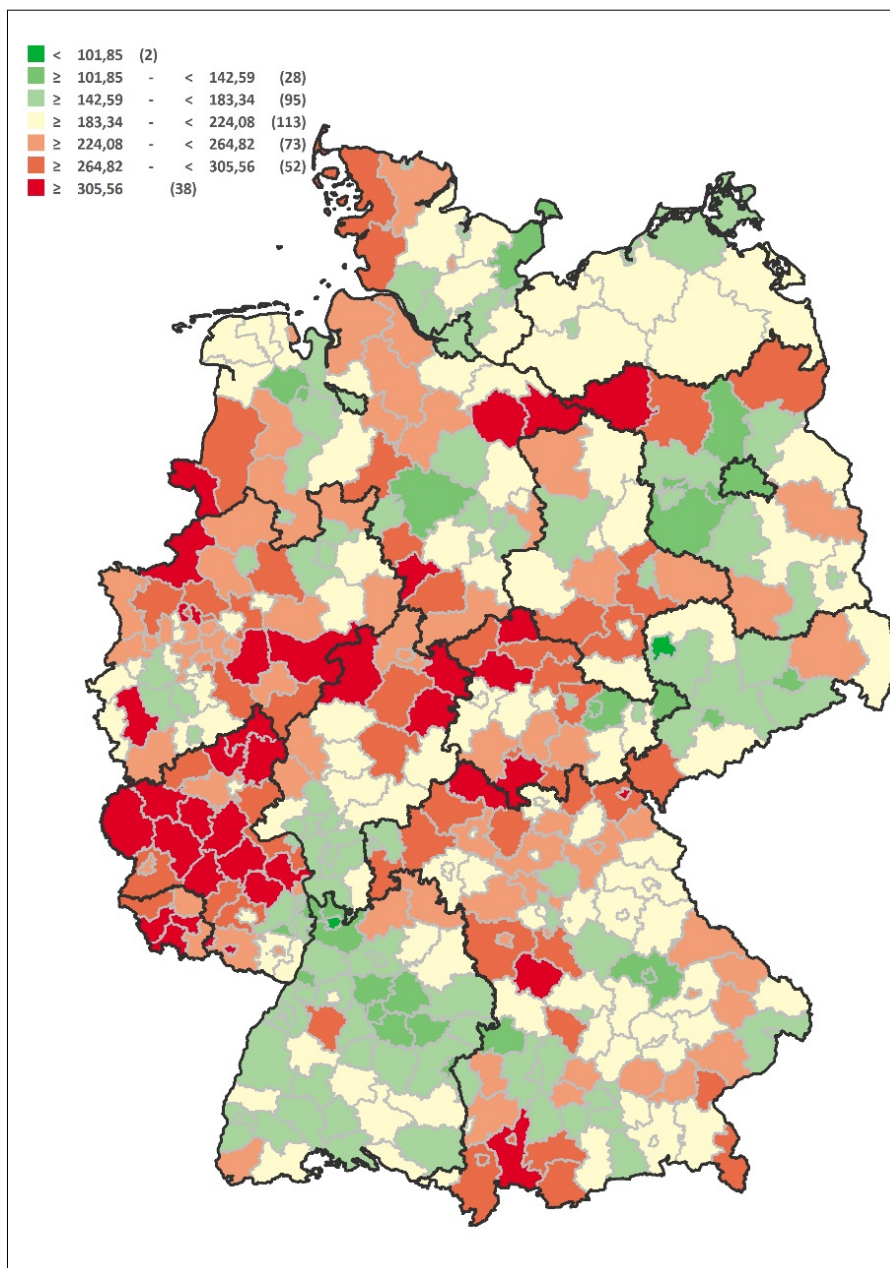 < 101,85 (2)
≥ 101,85 - < 142,59 (28)
≥ 142,59 - < 183,34 (95)
≥ 183,34 - < 224,08 (113)
≥ 224,08 - < 264,82 (73)
≥ 264,82 - < 305,56 (52)
≥ 305,56 (38)